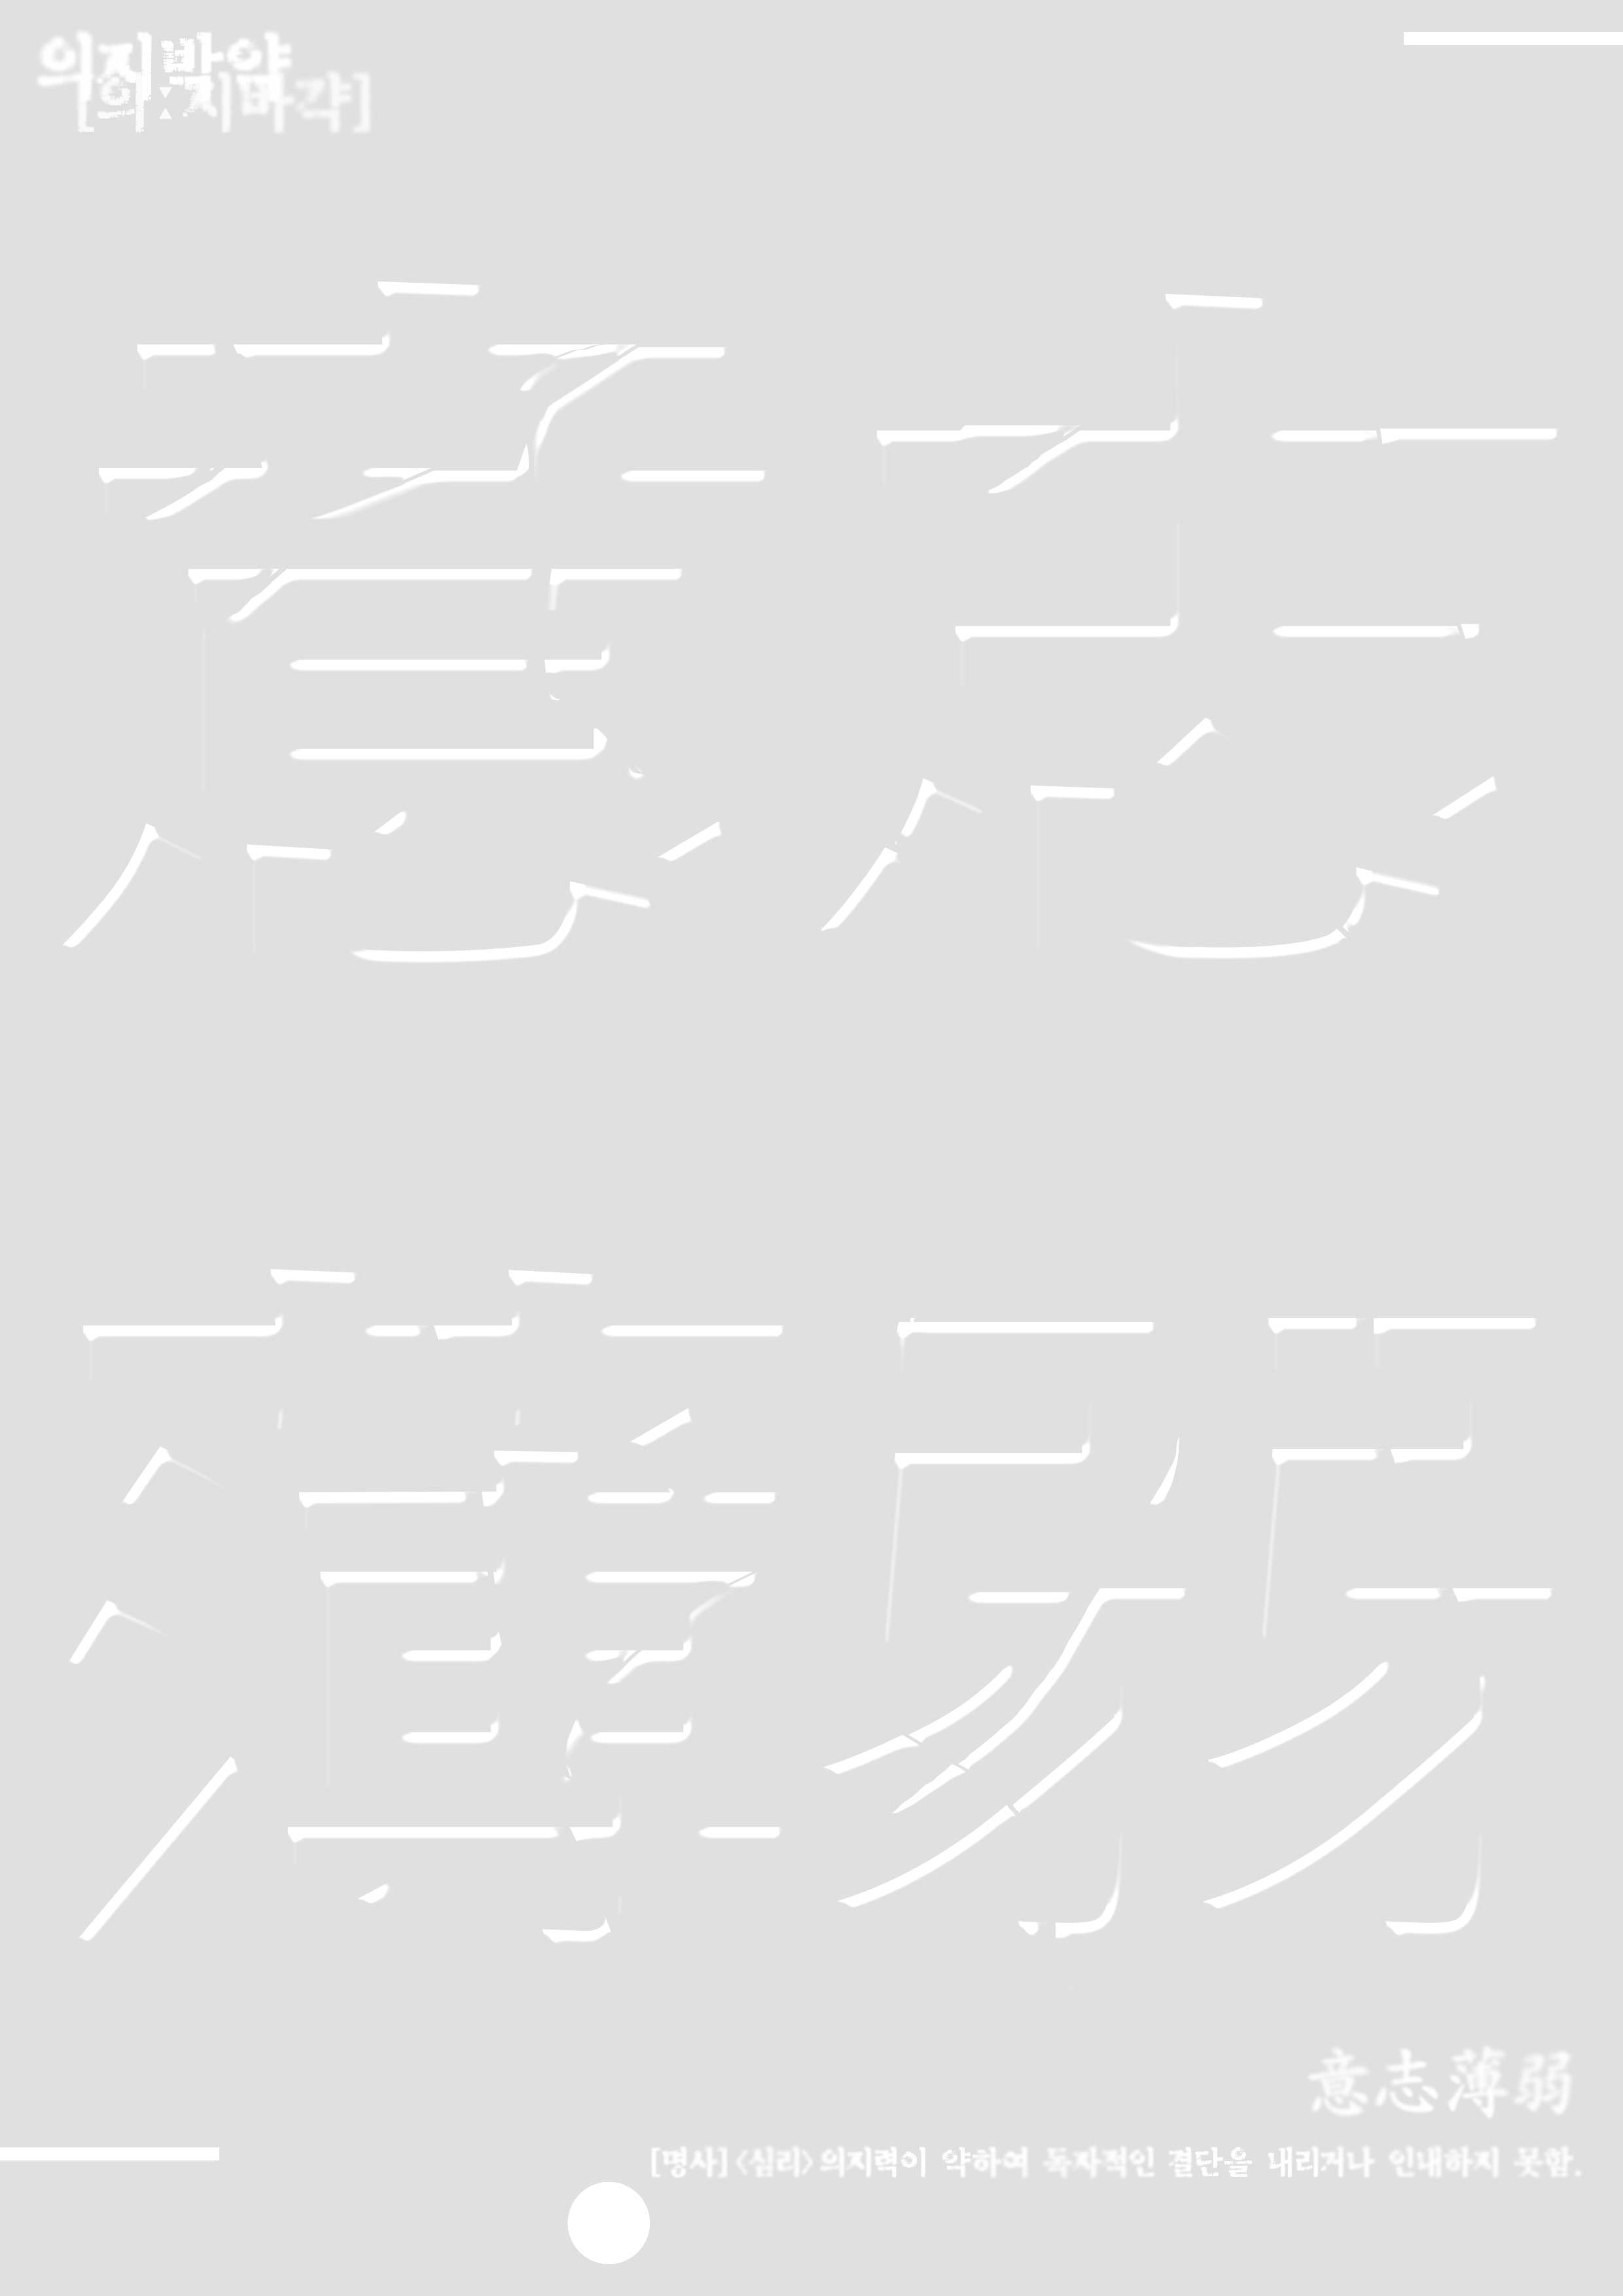 의지박약
[의:지바갹]
意志
薄弱
意志薄弱
[명사]〈심리〉의지력이 약하여 독자적인 결단을 내리거나 인내하지 못함.